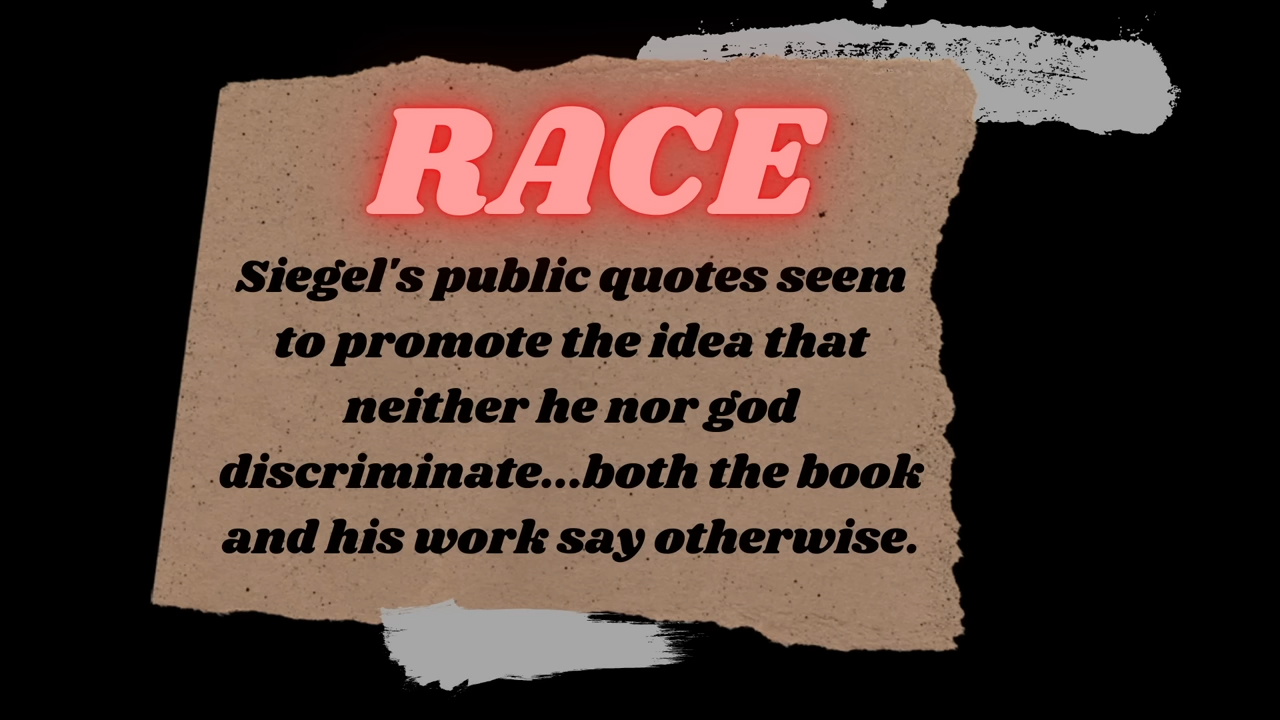 RACE
Siegel's public quotes seem
to promote the idea that
neither he nor god
discriminate...both the book
and his work say otherwise.